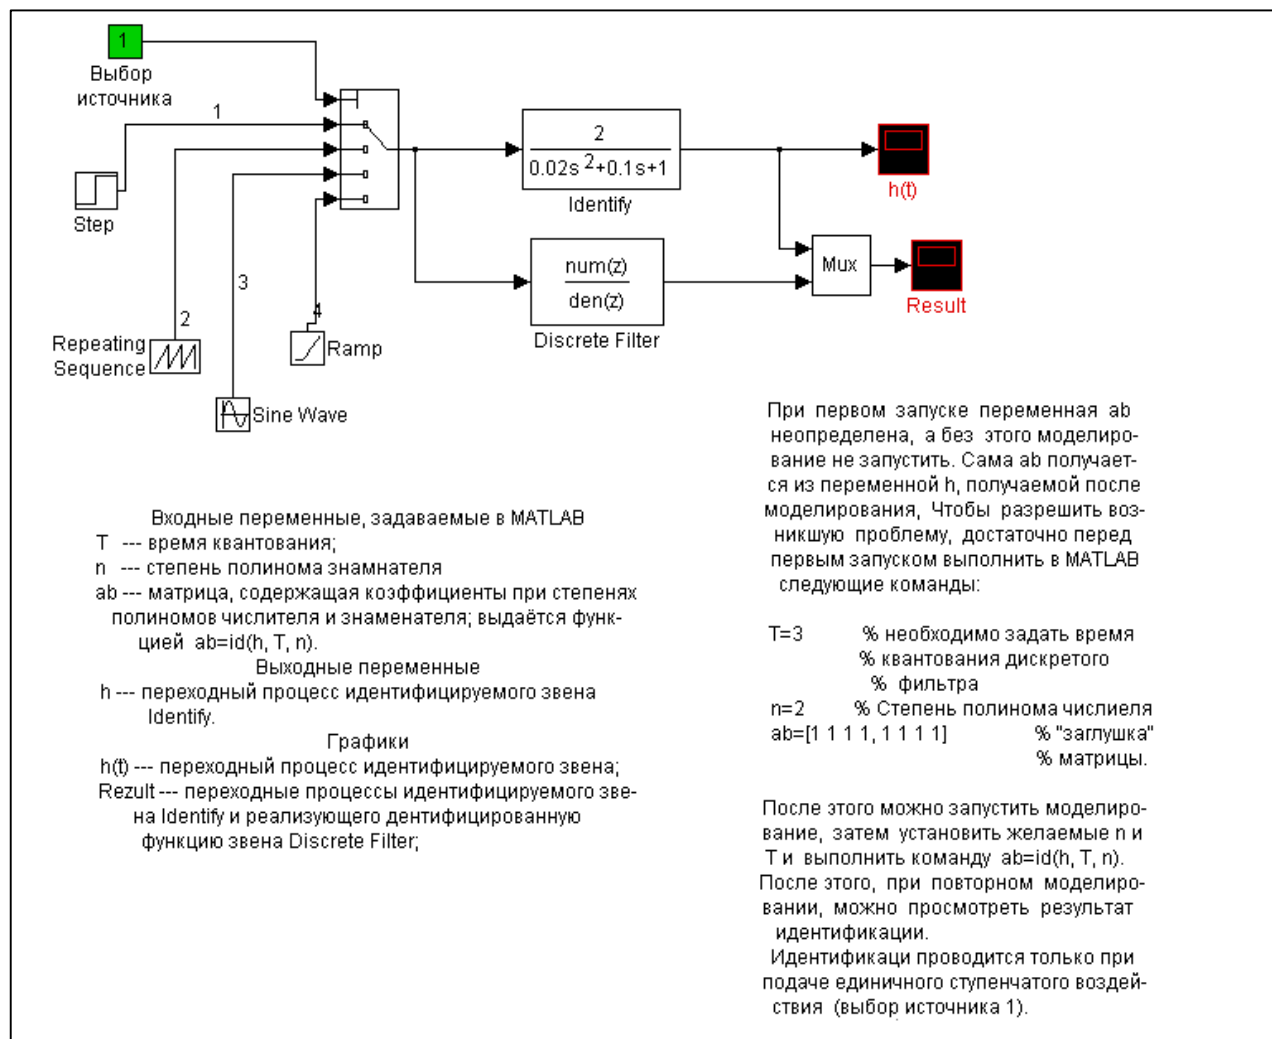 1
Выбор
источника
1
2
0.02s 2+0.1s+1
Identify
h(t)
Step
num(z)
den(z)
Discrete Filter
Mux
Result
3
4
2
Repeating
Sequence
Ramp
Sine Wave
Входные переменные, задаваемые в MATLAB
T --- время квантования;
n --- степень полинома знамнателя
ab --- матрица, содержащая коэффициенты при степенях
полиномов числителя и знаменателя; выдаётся функ-
цией ab=id(h, T, n).
Выходные переменные
h --- переходный процесс идентифицируемого звена
Identify.
Графики
h(t) --- переходный процесс идентифицируемого звена;
Rezult --- переходные процессы идентифицируемого зве-
на Identify и реализующего дентифицированную
функцию звена Discrete Filter;
При первом запуске переменная ab
неопределена, а без этого моделиро-
вание не запустить. Сама ab получает-
ся из переменной h, получаемой после
моделирования, Чтобы разрешить воз-
никшую проблему, достаточно перед
первым запуском выполнить в MATLAB
следующие команды:
T=3 % необходимо задать время
% квантования дискретого
% фильтра
n=2 % Степень полинома числиеля
ab=[1 1 1 1, 1 1 1 1] % "заглушка"
% матрицы.
После этого можно запустить моделиро-
вание, затем установить желаемые n и
T и выполнить команду ab=id(h, T, n).
После этого, при повторном моделиро-
вании, можно просмотреть результат
идентификации.
Идентификаци проводится только при
подаче единичного ступенчатого воздей-
ствия (выбор источника 1).